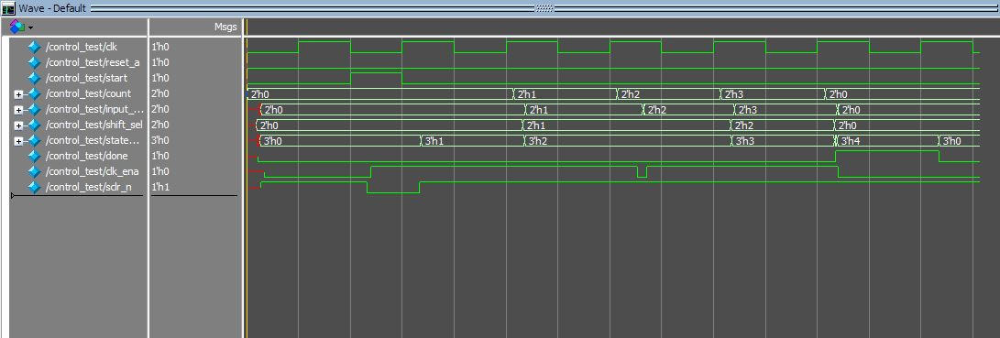 Wave - Default
Msgs
/control_test/clk 1'h0
/control_test/reset_a 1'h0
/control_test/start 1'h0
/control_test/count 2'h0 2'h0 2'h1 2'h2 2'h3 2'h0
/control_test/input_... 2'h0 2'h0 2'h1 2'h2 2'h3 2'h0
/control_test/shift_sel 2'h0 2'h0 2'h1 2'h2 2'h0
/control_test/state... 3'h0 3'h0 3'h1 3'h2 3'h3 3'h4 3'h0
/control_test/done 1'h0
/control_test/clk_ena 1'h0
/control_test/sclr_n 1'h1